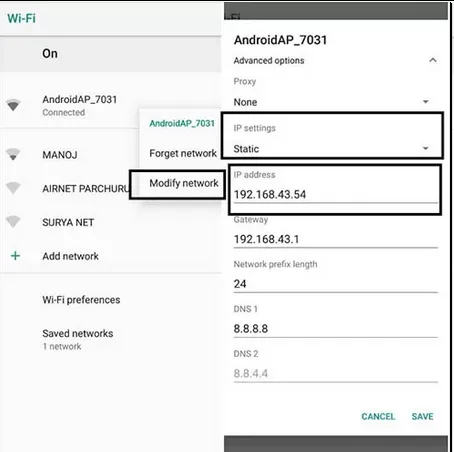 Wi-Fi
On
AndroidAP_7031
Connected
MANOJ
AIRNET PARCHURU
SURYA NET
Add network
Wi-Fi preferences
Saved networks
1 network
AndroidAP_7031
Forget network
Modify network
AndroidAP_7031
Advanced options
Proxy
None
IP settings
Static
IP address
192.168.43.54
Gateway
192.168.43.1
Network prefix length
24
DNS 1
8.8.8.8
DNS 2
8.8.4.4
CANCEL SAVE